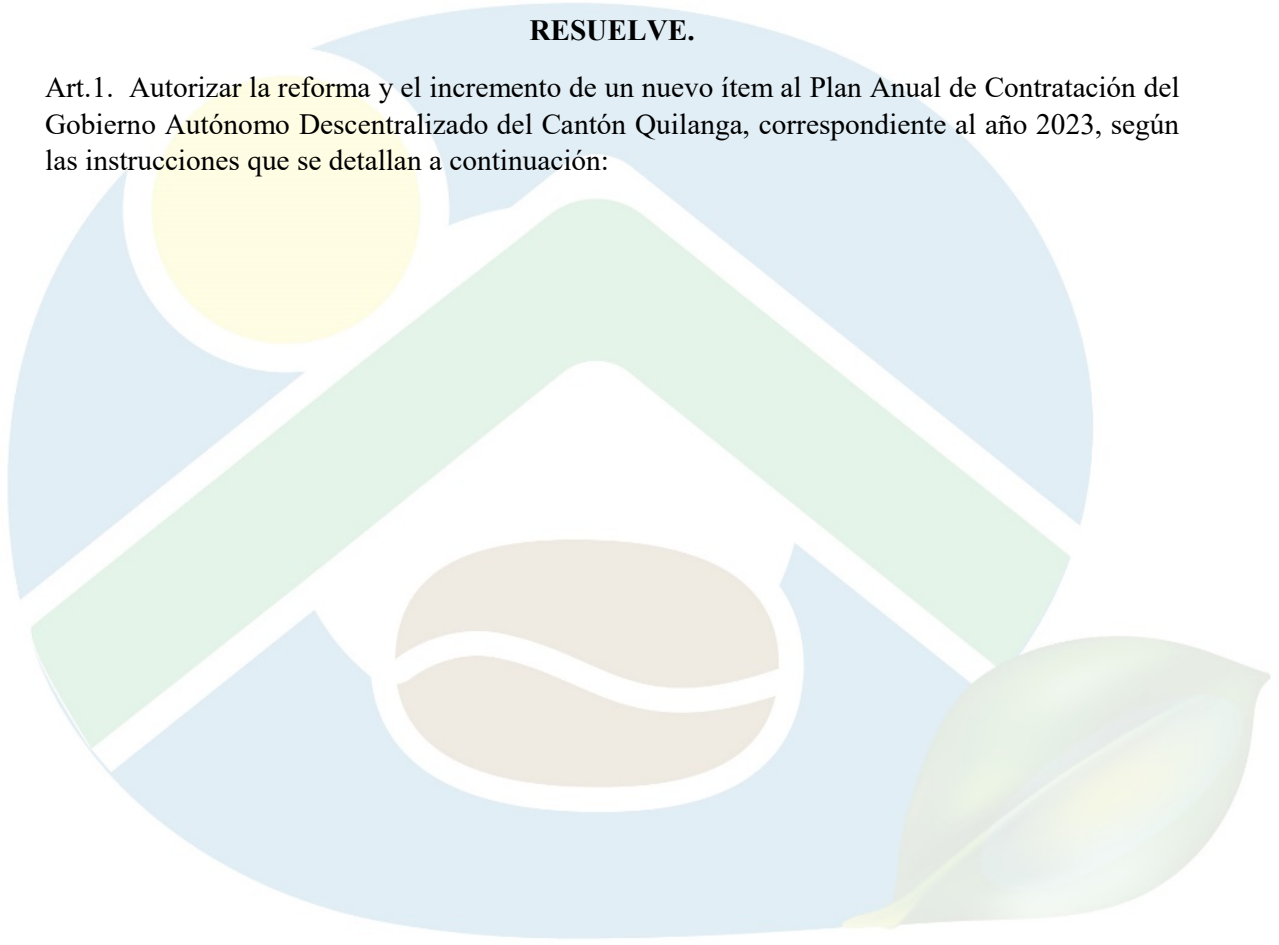 RESUELVE.
Art.1. Autorizar la reforma y el incremento de un nuevo ítem al Plan Anual de Contratación del
Gobierno Autónomo Descentralizado del Cantón Quilanga, correspondiente al año 2023, según
las instrucciones que se detallan a continuación: